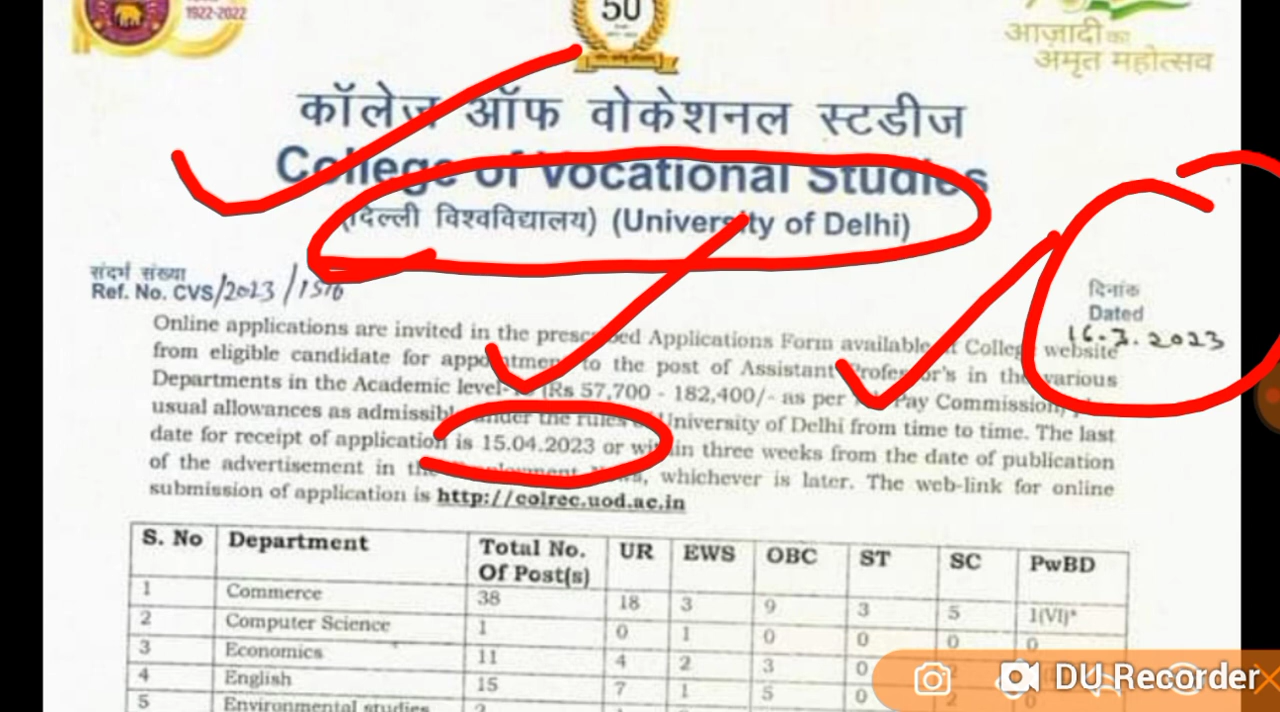 1922-2022
50
आज़ादी का
अमृत महोत्सव
कॉलेज ऑफ वोकेशनल स्टडीज
College of Vocational Studies
(दिल्ली विश्वविद्यालय) (University of Delhi)
संदर्भ संख्या
Ref. No. CVS/2023/1516
दिनांक
Dated
16.3.2023
Online applications are invited in the prescribed Applications Form available College website
from eligible candidate for appointment to the post of Assistant Professor's in the various
Departments in the Academic level- (Rs 57,700 - 182,400/- as per Pay Commission)
usual allowances as admissible under the rules University of Delhi from time to time. The last
date for receipt of application is 15.04.2023 or within three weeks from the date of publication
of the advertisement in the Employment News, whichever is later. The web-link for online
submission of application is http://colrec.uod.ac.in
S. No Department Total No. Of Post(s) UR EWS OBC ST SC PwBD
1 Commerce 38 18 3 9 3 5 1(VI)*
2 Computer Science 1 0 1 0 0 0 0
3 Economics 11 4 2 3 0 2
4 English 15 7 1 5 0 2 0
5 Environmental studies 2
DU Recorder